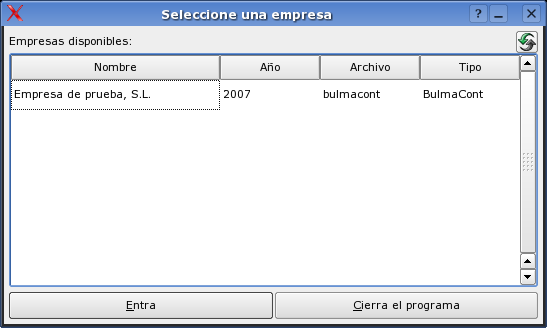 Seleccione una empresa
Empresas disponibles:
Nombre Año Archivo Tipo
Empresa de prueba, S.L. 2007 bulmacont BulmaCont
Entra Cierra el programa